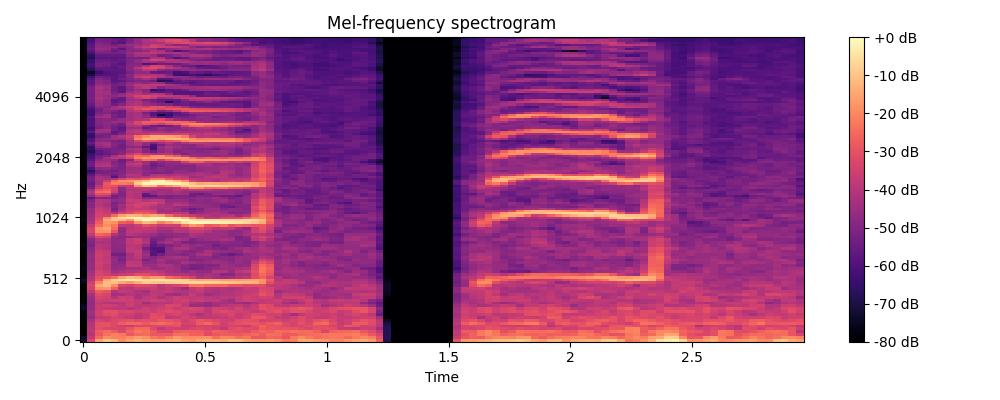 Mel-frequency spectrogram
+0 dB
-10 dB
-20 dB
-30 dB
-40 dB
-50 dB
-60 dB
-70 dB
-80 dB
4096
2048
1024
512
0
Hz
0
0.5
1
1.5
2
2.5
Time